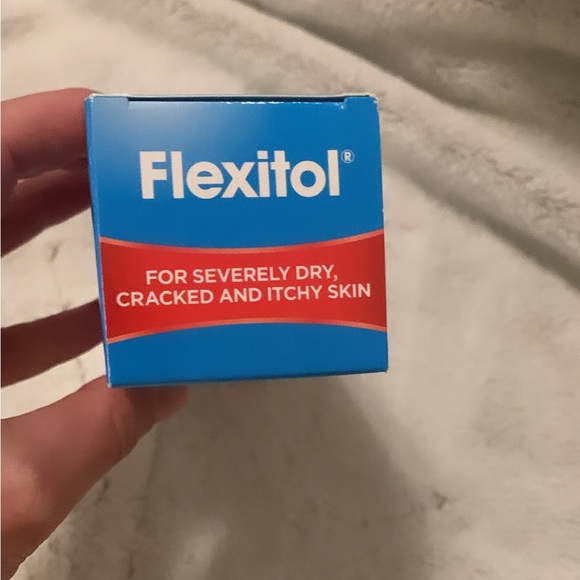 Flexitol®
FOR SEVERELY DRY,
CRACKED AND ITCHY SKIN